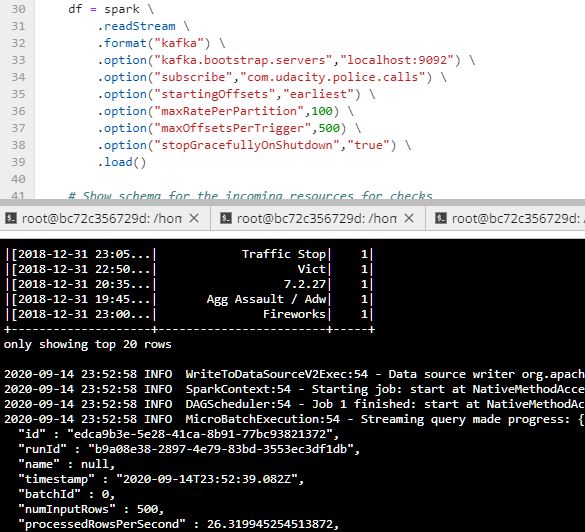 30 df = spark \
31 .readStream \
32 .format("kafka") \
33 .option("kafka.bootstrap.servers","localhost:9092") \
34 .option("subscribe","com.udacity.police.calls") \
35 .option("startingOffsets","earliest") \
36 .option("maxRatePerPartition",100) \
37 .option("maxOffsetsPerTrigger",500) \
38 .option("stopGracefullyOnShutdown","true") \
39 .load()
40
41 # Show schema for the incoming resources for checks
root@bc72c356729d: /hom × root@bc72c356729d: /hom × root@bc72c356729d:
|[2018-12-31 23:05...| Traffic Stop| 1|
|[2018-12-31 22:50...| Vict| 1|
|[2018-12-31 20:35...| 7.2.27| 1|
|[2018-12-31 19:45...| Agg Assault / Adw| 1|
|[2018-12-31 23:00...| Fireworks| 1|
+--------------------+--------------------+-----+
only showing top 20 rows
2020-09-14 23:52:58 INFO WriteToDataSourceV2Exec:54 - Data source writer org.apac
2020-09-14 23:52:58 INFO SparkContext:54 - Starting job: start at NativeMethodAcce
2020-09-14 23:52:58 INFO DAGScheduler:54 - Job 1 finished: start at NativeMethodAc
2020-09-14 23:52:58 INFO MicroBatchExecution:54 - Streaming query made progress: {
"id" : "edca9b3e-5e28-41ca-8b91-77bc93821372",
"runId" : "b9a08e38-2897-4e79-83bd-3553ec3df1db",
"name" : null,
"timestamp" : "2020-09-14T23:52:39.082Z",
"batchId" : 0,
"numInputRows" : 500,
"processedRowsPerSecond" : 26.319945254513872,